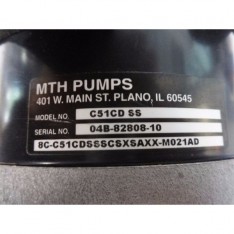 MTH PUMPS
401 W. MAIN ST. PLANO, IL 60545
MODEL NO. C51CD SS
SERIAL NO. 04B-82808-10
8C-C51CDSSSCSXSAXX-M021AD